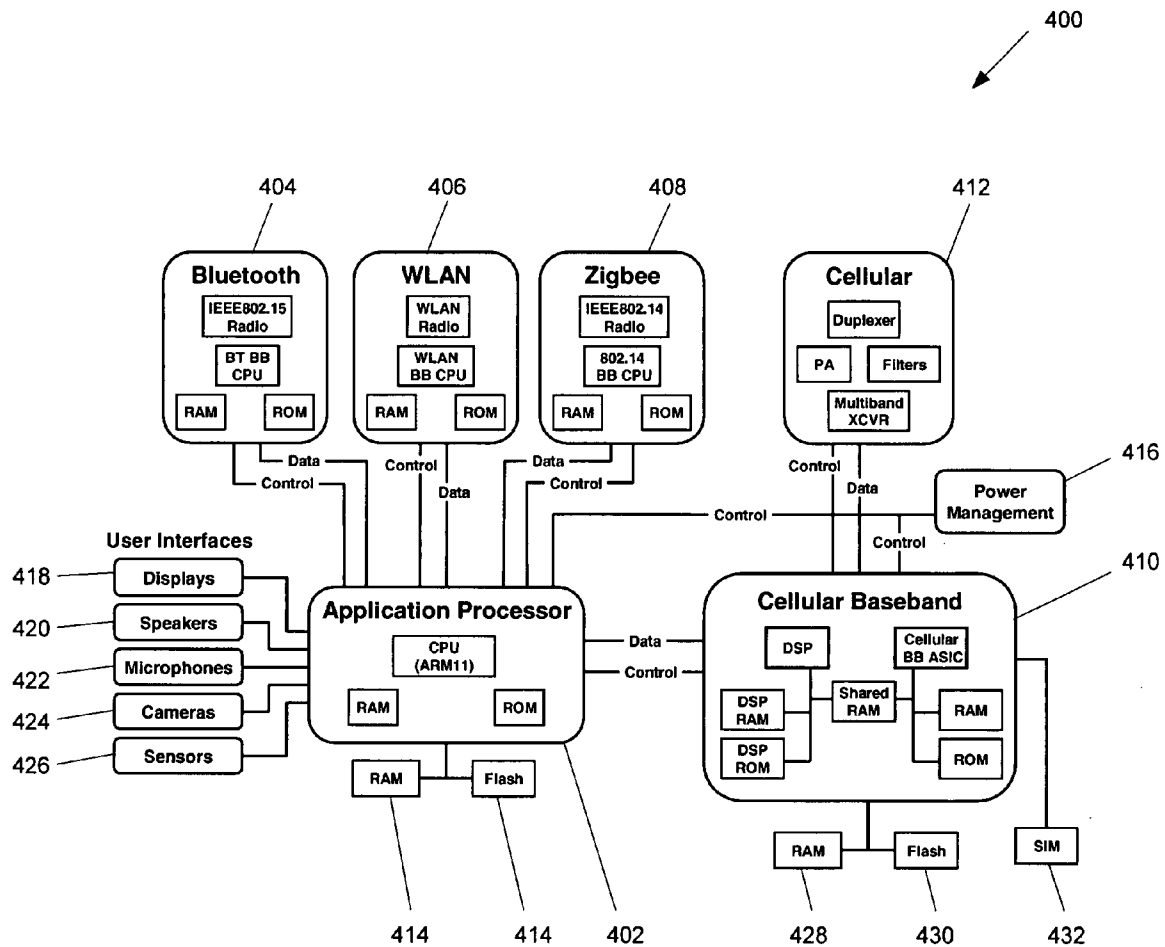 400
404
406
408
412
Bluetooth
IEEE802.15
Radio
BT BB
CPU
RAM
ROM
WLAN
WLAN
Radio
WLAN
BB CPU
RAM
ROM
Zigbee
IEEE802.14
Radio
802.14
BB CPU
RAM
ROM
Cellular
Duplexer
PA
Filters
Multiband
XCVR
Data
Control
Control
Data
Data
Control
Control
Data
Control
Control
Power
Management
416
User Interfaces
418
Displays
420
Speakers
422
Microphones
424
Cameras
426
Sensors
Application Processor
CPU
(ARM11)
RAM
ROM
Data
Control
Cellular Baseband
410
DSP
Cellular
BB ASIC
DSP
RAM
Shared
RAM
RAM
DSP
ROM
ROM
RAM
Flash
RAM
Flash
SIM
414
414
402
428
430
432